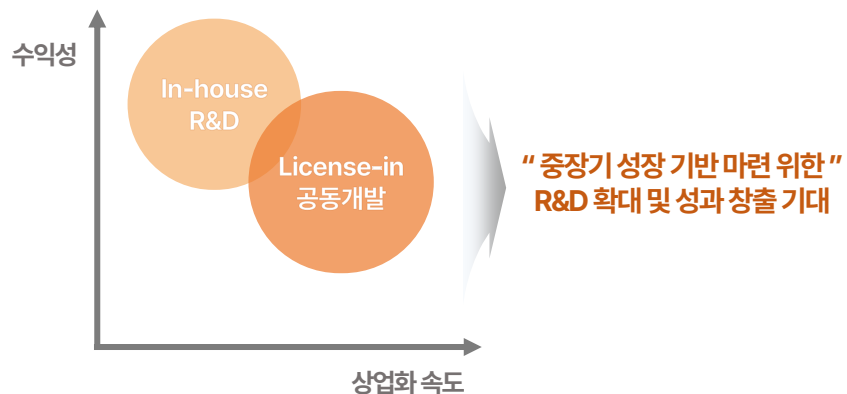 수익성
In-house
R&D
License-in
공동개발
“ 중장기 성장 기반 마련 위한 ”
R&D 확대 및 성과 창출 기대
상업화 속도